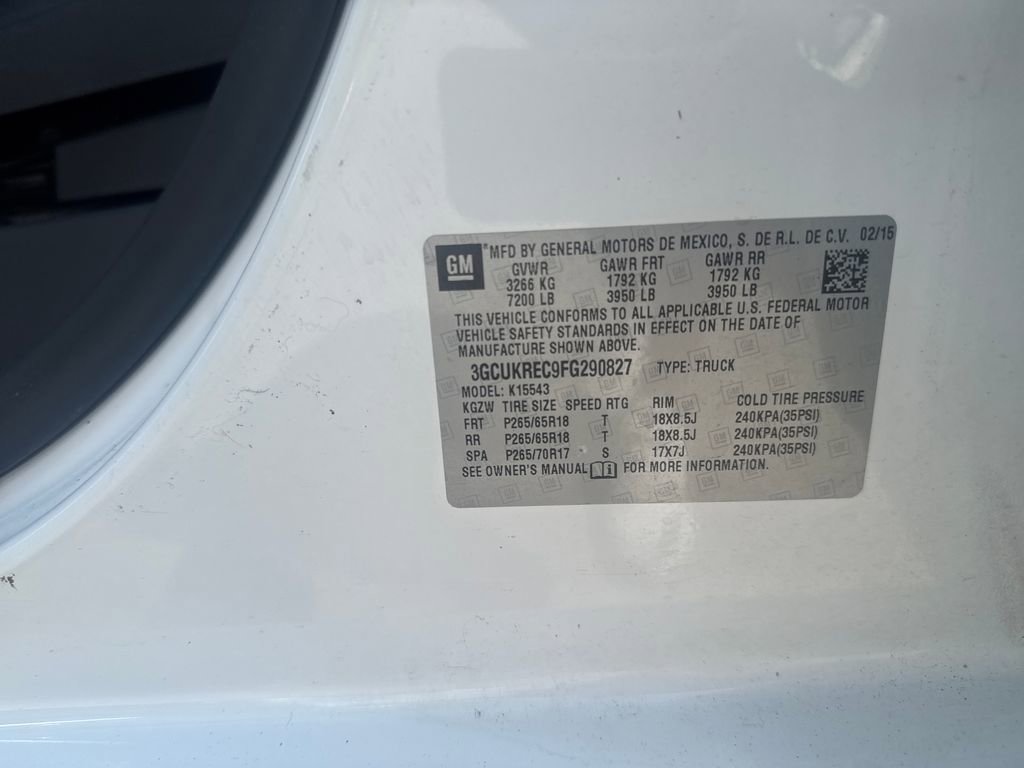 GM
*MFD BY GENERAL MOTORS DE MEXICO, S. DE R.L. DE C.V. 02/15
GVWR GAWR FRT GAWR RR
3266 KG 1792 KG 1792 KG
7200 LB 3950 LB 3950 LB
THIS VEHICLE CONFORMS TO ALL APPLICABLE U.S. FEDERAL MOTOR
VEHICLE SAFETY STANDARDS IN EFFECT ON THE DATE OF
MANUFACTURE SHOWN ABOVE.
3GCUKREC9FG290827 TYPE: TRUCK
MODEL: K15543
KGZW TIRE SIZE SPEED RTG RIM COLD TIRE PRESSURE
FRT P265/65R18 T 18X8.5J 240KPA(35PSI)
RR P265/65R18 T 18X8.5J 240KPA(35PSI)
SPA P265/70R17 S 17X7J 240KPA(35PSI)
SEE OWNER'S MANUAL i FOR MORE INFORMATION.